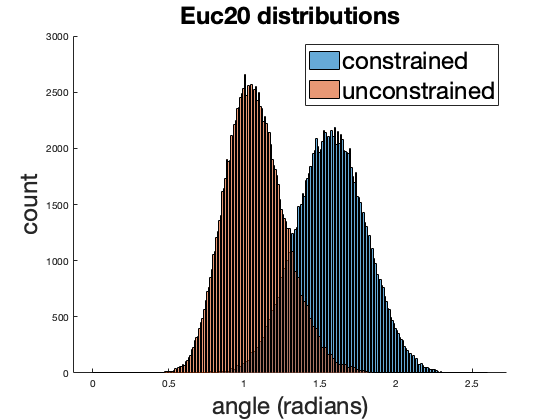 Euc20 distributions
constrained
unconstrained
3000
2500
2000
1500
1000
500
0
count
0 0.5 1 1.5 2 2.5
angle (radians)